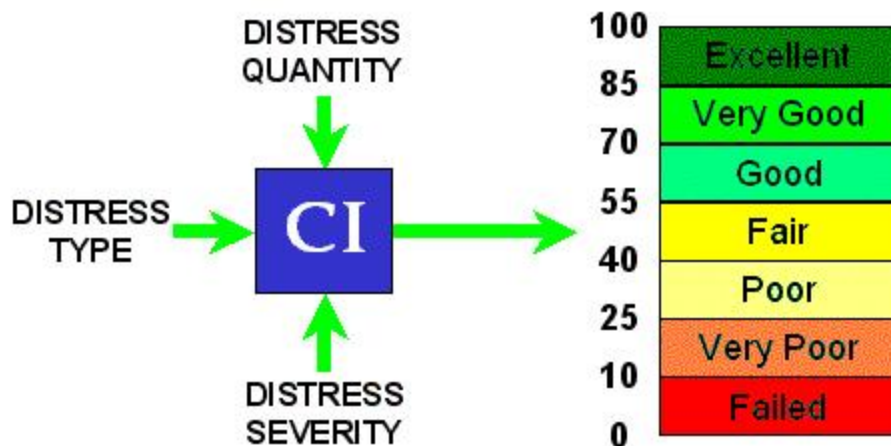 DISTRESS
QUANTITY
DISTRESS
TYPE
CI
DISTRESS
SEVERITY
100
Excellent
85
Very Good
70
Good
55
Fair
40
Poor
25
Very Poor
10
Failed
0